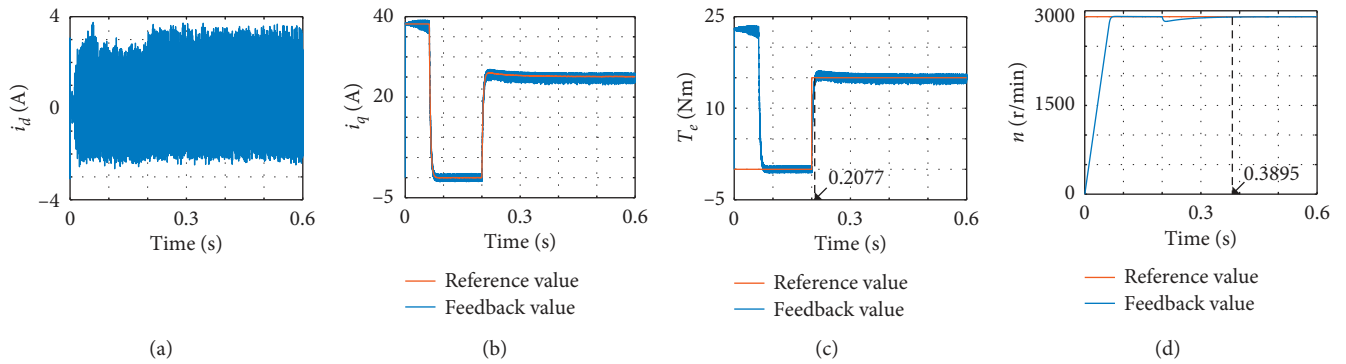 4
2
0
−2
−4
i_d (A)
0
0.3
0.6
Time (s)
(a)
40
20
−5
i_q (A)
0
0.3
0.6
Time (s)
Reference value
Feedback value
(b)
25
10
−5
T_e (Nm)
0.2077
0
0.3
0.6
Time (s)
Reference value
Feedback value
(c)
3000
1500
0
n (r/min)
0.3895
0
0.3
0.6
Time (s)
Reference value
Feedback value
(d)